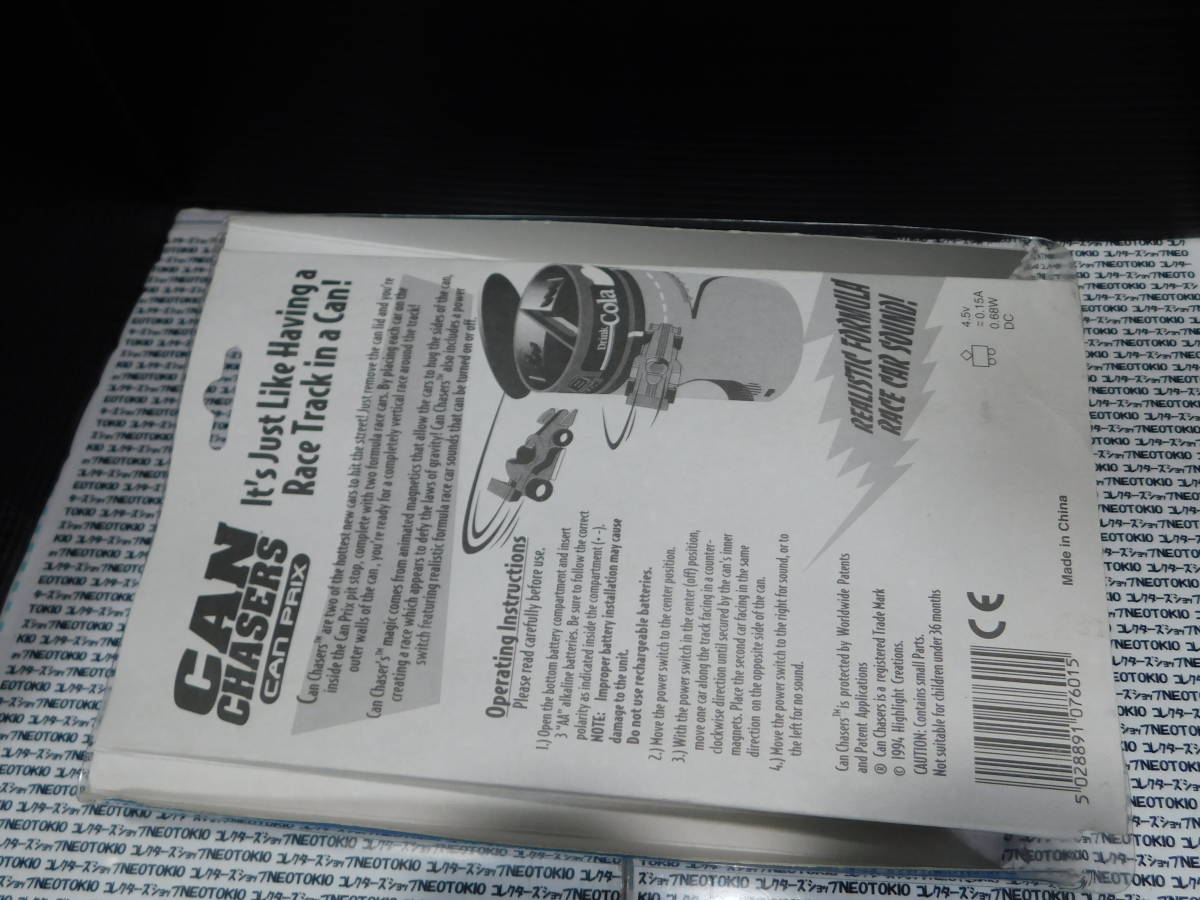 CAN
CHASERS
CAN PRIX
It's Just Like Having a
Race Track in a Can!
Can Chasers™ are two of the hottest new cars to hit the street! Just remove the can lid and you're
inside the Can Prix pit stop, complete with two formula race cars. By placing each car on the
outer walls of the can, you're ready for a completely vertical race around the track!
Can Chaser's™ magic comes from animated magnetics that allow the cars to hug the sides of the can,
creating a race which appears to defy the laws of gravity! Can Chasers™ also includes a power
switch featuring realistic formula race car sounds that can be turned on or off.
Drink
Cola
Operating Instructions
Please read carefully before use.
1.) Open the bottom battery compartment and insert
3 "AA" alkaline batteries. Be sure to follow the correct
polarity as indicated inside the compartment (+ -).
NOTE: Improper battery installation may cause
damage to the unit.
Do not use rechargeable batteries.
2.) Move the power switch to the center position.
3.) With the power switch in the center (off) position,
move one car along the track facing in a counter-
clockwise direction until secured by the can's inner
magnets. Place the second car facing in the same
direction on the opposite side of the can.
4.) Move the power switch to the right for sound, or to
the left for no sound.
REALISTIC FORMULA
RACE CAR SOUND!
Can Chasers™ is protected by Worldwide Patents
and Patent Applications
® Can Chasers is a registered Trade Mark
© 1994 Highlight Creations.
CAUTION: Contains small Parts.
Not suitable for children under 36 months
4.5v
= 0.15A
0.68W
DC
CE
Made in China
5 028891 076015
コレクターズショップNEOTOKIO